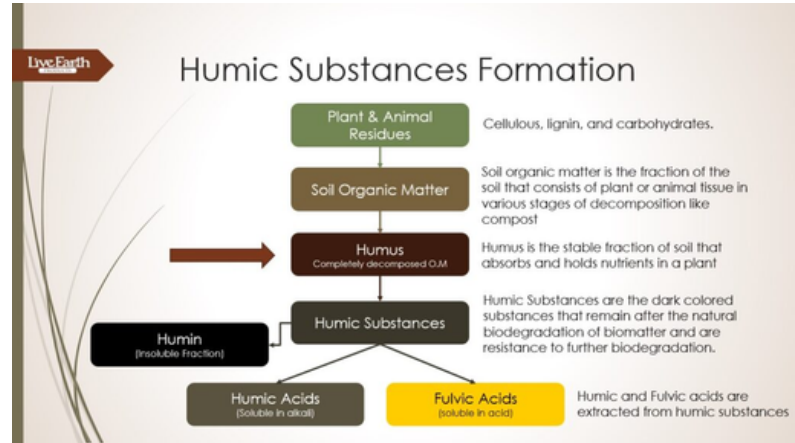 Live Earth
Humic Substances Formation
Plant & Animal
Residues
Cellulous, lignin, and carbohydrates.
Soil Organic Matter
Soil organic matter is the fraction of the
soil that consists of plant or animal tissue in
various stages of decomposition like
compost
Humus
Completely decomposed O.M
Humus is the stable fraction of soil that
absorbs and holds nutrients in a plant
Humic Substances
Humic Substances are the dark colored
substances that remain after the natural
biodegradation of biomatter and are
resistance to further biodegradation.
Humin
(Insoluble Fraction)
Humic Acids
(Soluble in alkali)
Fulvic Acids
(soluble in acid)
Humic and Fulvic acids are
extracted from humic substances